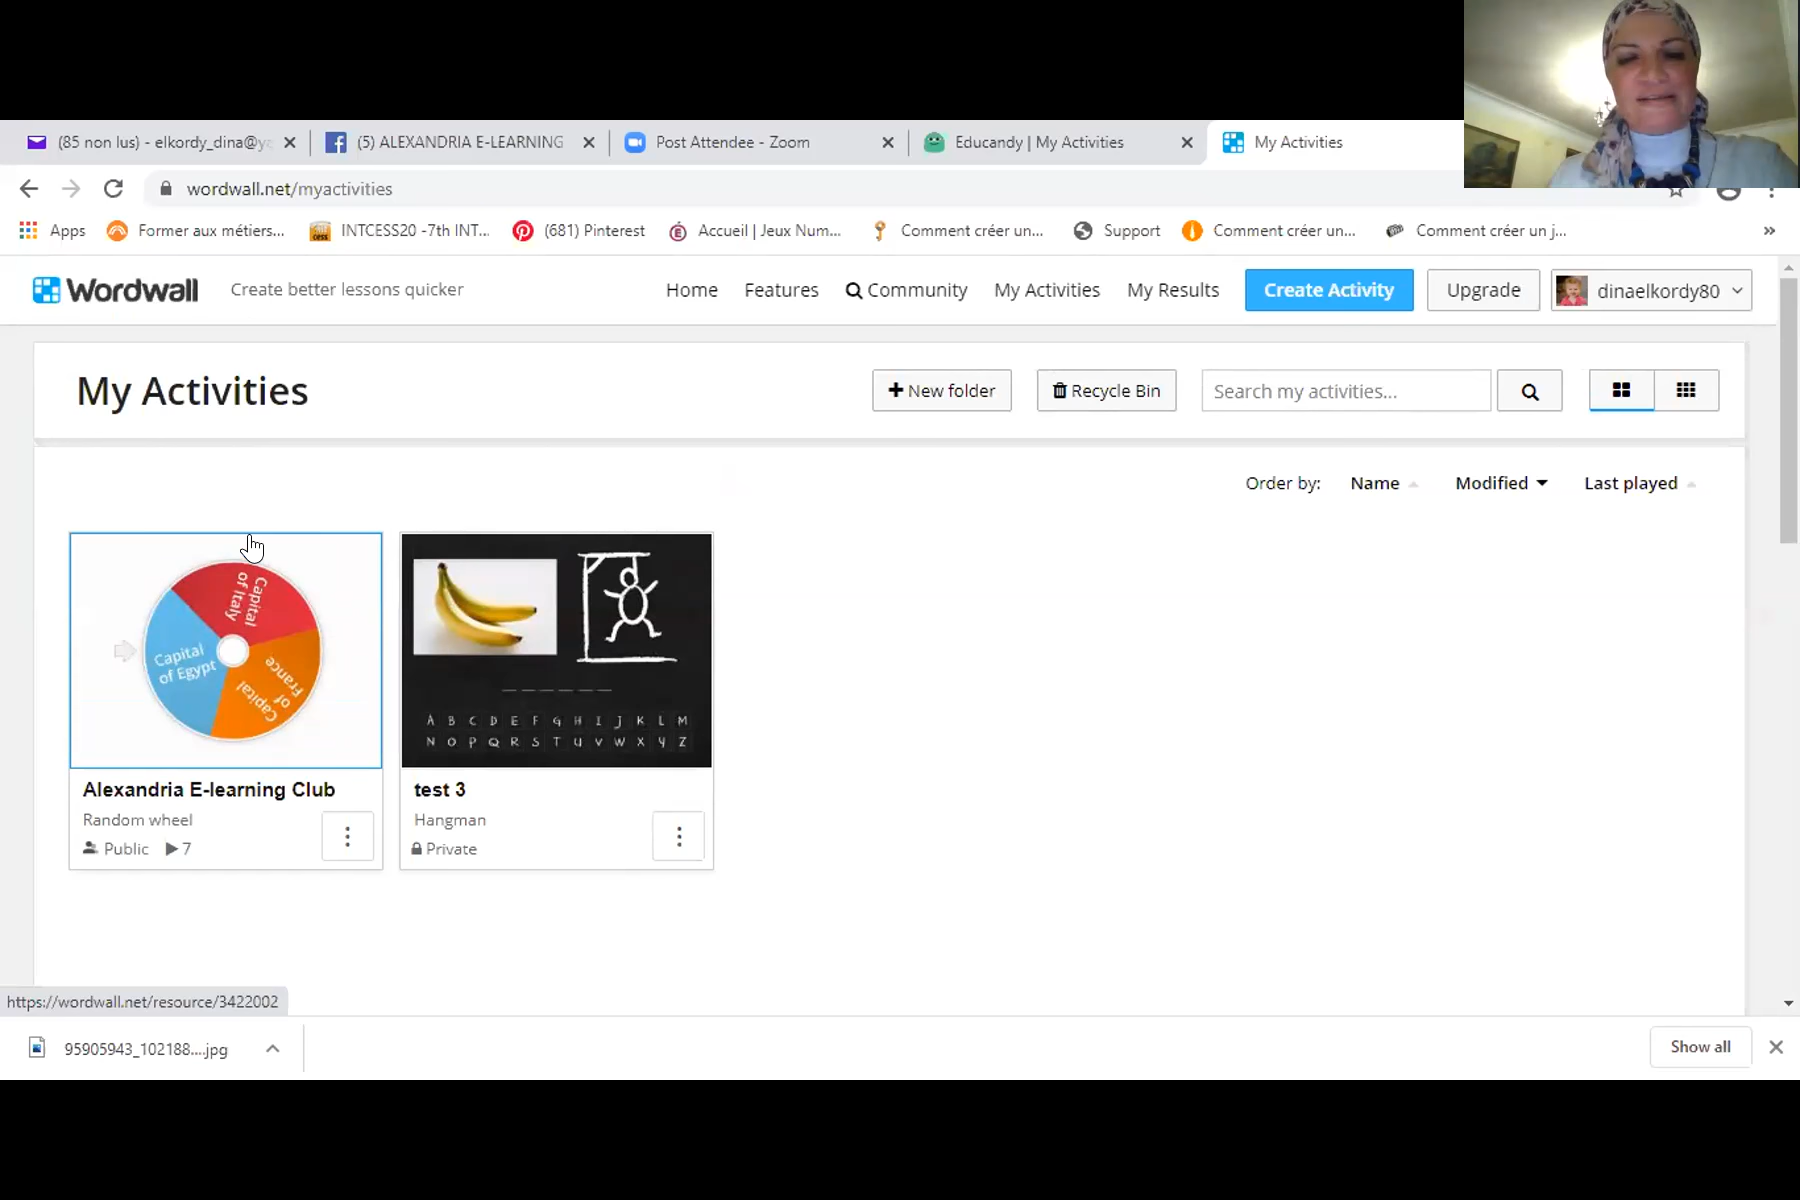 (85 non lus) - elkordy_dina@y
(5) ALEXANDRIA E-LEARNING
Post Attendee - Zoom
Educandy | My Activities
My Activities
wordwall.net/myactivities
Apps
Former aux métiers...
INTCESS20 -7th INT...
(681) Pinterest
Accueil | Jeux Num...
Comment créer un...
Support
Comment créer un...
Comment créer un j...
»
Wordwall
Create better lessons quicker
Home
Features
Community
My Activities
My Results
Create Activity
Upgrade
dinaelkordy80
My Activities
+ New folder
Recycle Bin
Search my activities...
Order by:
Name
Modified
Last played
Capital
of Italy
Capital
of Egypt
Capital
of
France
A B C D E F G H I J K L M
N O P Q R S T U V W X Y Z
Alexandria E-learning Club
Random wheel
Public
7
test 3
Hangman
Private
https://wordwall.net/resource/3422002
95905943_102188....jpg
Show all